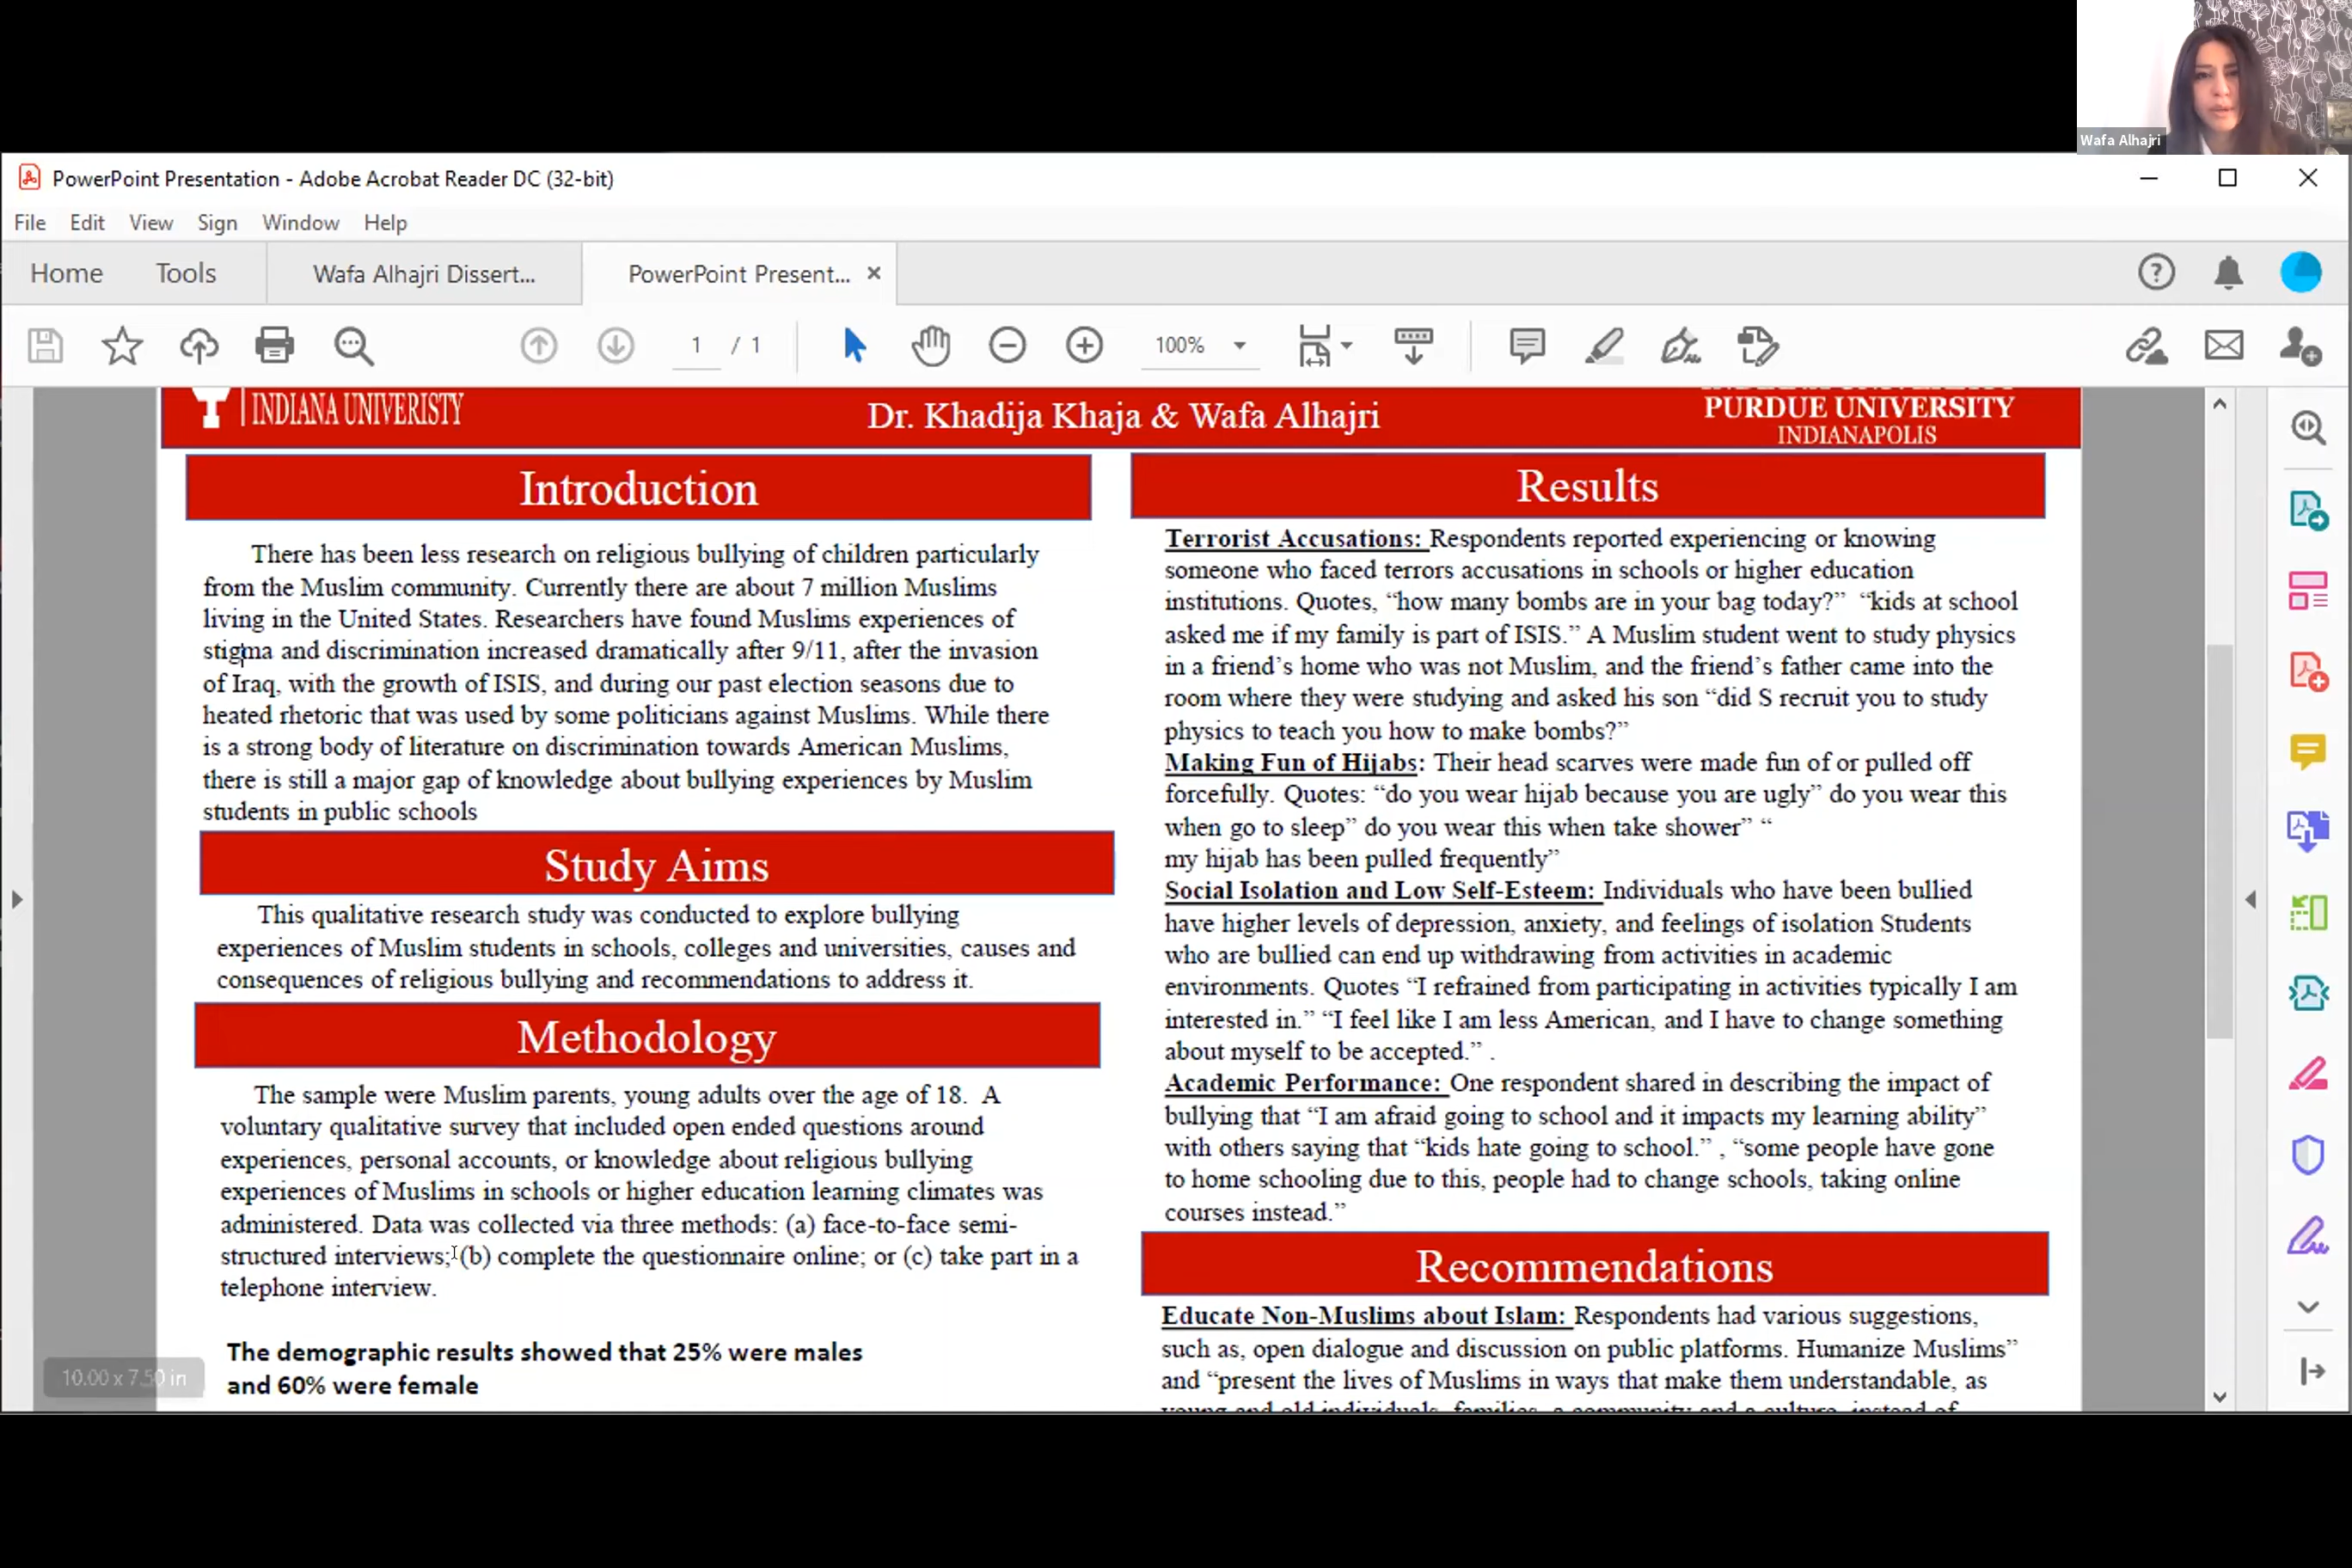 Wafa Alhajri
PowerPoint Presentation - Adobe Acrobat Reader DC (32-bit)
File Edit View Sign Window Help
Home Tools Wafa Alhajri Dissert... PowerPoint Present...
1 / 1 100%
INDIANA UNIVERISTY
Dr. Khadija Khaja & Wafa Alhajri
PURDUE UNIVERSITY
INDIANAPOLIS
Introduction
There has been less research on religious bullying of children particularly
from the Muslim community. Currently there are about 7 million Muslims
living in the United States. Researchers have found Muslims experiences of
stigma and discrimination increased dramatically after 9/11, after the invasion
of Iraq, with the growth of ISIS, and during our past election seasons due to
heated rhetoric that was used by some politicians against Muslims. While there
is a strong body of literature on discrimination towards American Muslims,
there is still a major gap of knowledge about bullying experiences by Muslim
students in public schools
Study Aims
This qualitative research study was conducted to explore bullying
experiences of Muslim students in schools, colleges and universities, causes and
consequences of religious bullying and recommendations to address it.
Methodology
The sample were Muslim parents, young adults over the age of 18. A
voluntary qualitative survey that included open ended questions around
experiences, personal accounts, or knowledge about religious bullying
experiences of Muslims in schools or higher education learning climates was
administered. Data was collected via three methods: (a) face-to-face semi-
structured interviews; (b) complete the questionnaire online; or (c) take part in a
telephone interview.
The demographic results showed that 25% were males
and 60% were female
10.00 x 7.50 in
Results
Terrorist Accusations: Respondents reported experiencing or knowing
someone who faced terrors accusations in schools or higher education
institutions. Quotes, “how many bombs are in your bag today?” “kids at school
asked me if my family is part of ISIS.” A Muslim student went to study physics
in a friend’s home who was not Muslim, and the friend’s father came into the
room where they were studying and asked his son “did S recruit you to study
physics to teach you how to make bombs?”
Making Fun of Hijabs: Their head scarves were made fun of or pulled off
forcefully. Quotes: “do you wear hijab because you are ugly” do you wear this
when go to sleep” do you wear this when take shower” “
my hijab has been pulled frequently”
Social Isolation and Low Self-Esteem: Individuals who have been bullied
have higher levels of depression, anxiety, and feelings of isolation Students
who are bullied can end up withdrawing from activities in academic
environments. Quotes “I refrained from participating in activities typically I am
interested in.” “I feel like I am less American, and I have to change something
about myself to be accepted.” .
Academic Performance: One respondent shared in describing the impact of
bullying that “I am afraid going to school and it impacts my learning ability”
with others saying that “kids hate going to school.” , “some people have gone
to home schooling due to this, people had to change schools, taking online
courses instead.”
Recommendations
Educate Non-Muslims about Islam: Respondents had various suggestions,
such as, open dialogue and discussion on public platforms. Humanize Muslims”
and “present the lives of Muslims in ways that make them understandable, as
young and old individuals, families, a community and a culture, instead of